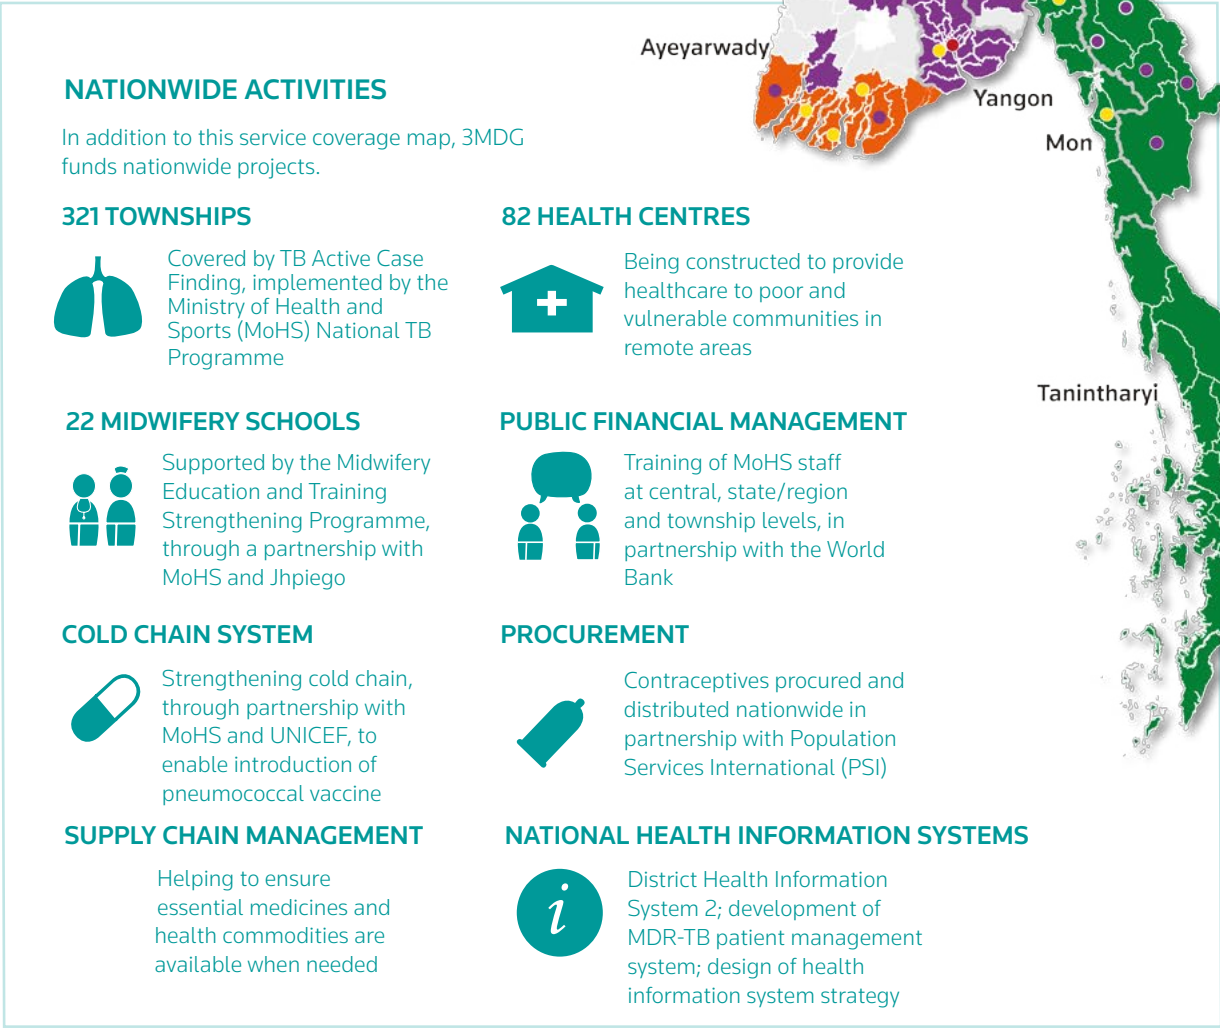 Ayeyarwady
Yangon
Mon
Tanintharyi
NATIONWIDE ACTIVITIES
In addition to this service coverage map, 3MDG
funds nationwide projects.
321 TOWNSHIPS
Covered by TB Active Case
Finding, implemented by the
Ministry of Health and
Sports (MoHS) National TB
Programme
82 HEALTH CENTRES
Being constructed to provide
healthcare to poor and
vulnerable communities in
remote areas
22 MIDWIFERY SCHOOLS
Supported by the Midwifery
Education and Training
Strengthening Programme,
through a partnership with
MoHS and Jhpiego
PUBLIC FINANCIAL MANAGEMENT
Training of MoHS staff
at central, state/region
and township levels, in
partnership with the World
Bank
COLD CHAIN SYSTEM
Strengthening cold chain,
through partnership with
MoHS and UNICEF, to
enable introduction of
pneumococcal vaccine
PROCUREMENT
Contraceptives procured and
distributed nationwide in
partnership with Population
Services International (PSI)
SUPPLY CHAIN MANAGEMENT
Helping to ensure
essential medicines and
health commodities are
available when needed
NATIONAL HEALTH INFORMATION SYSTEMS
i
District Health Information
System 2; development of
MDR-TB patient management
system; design of health
information system strategy